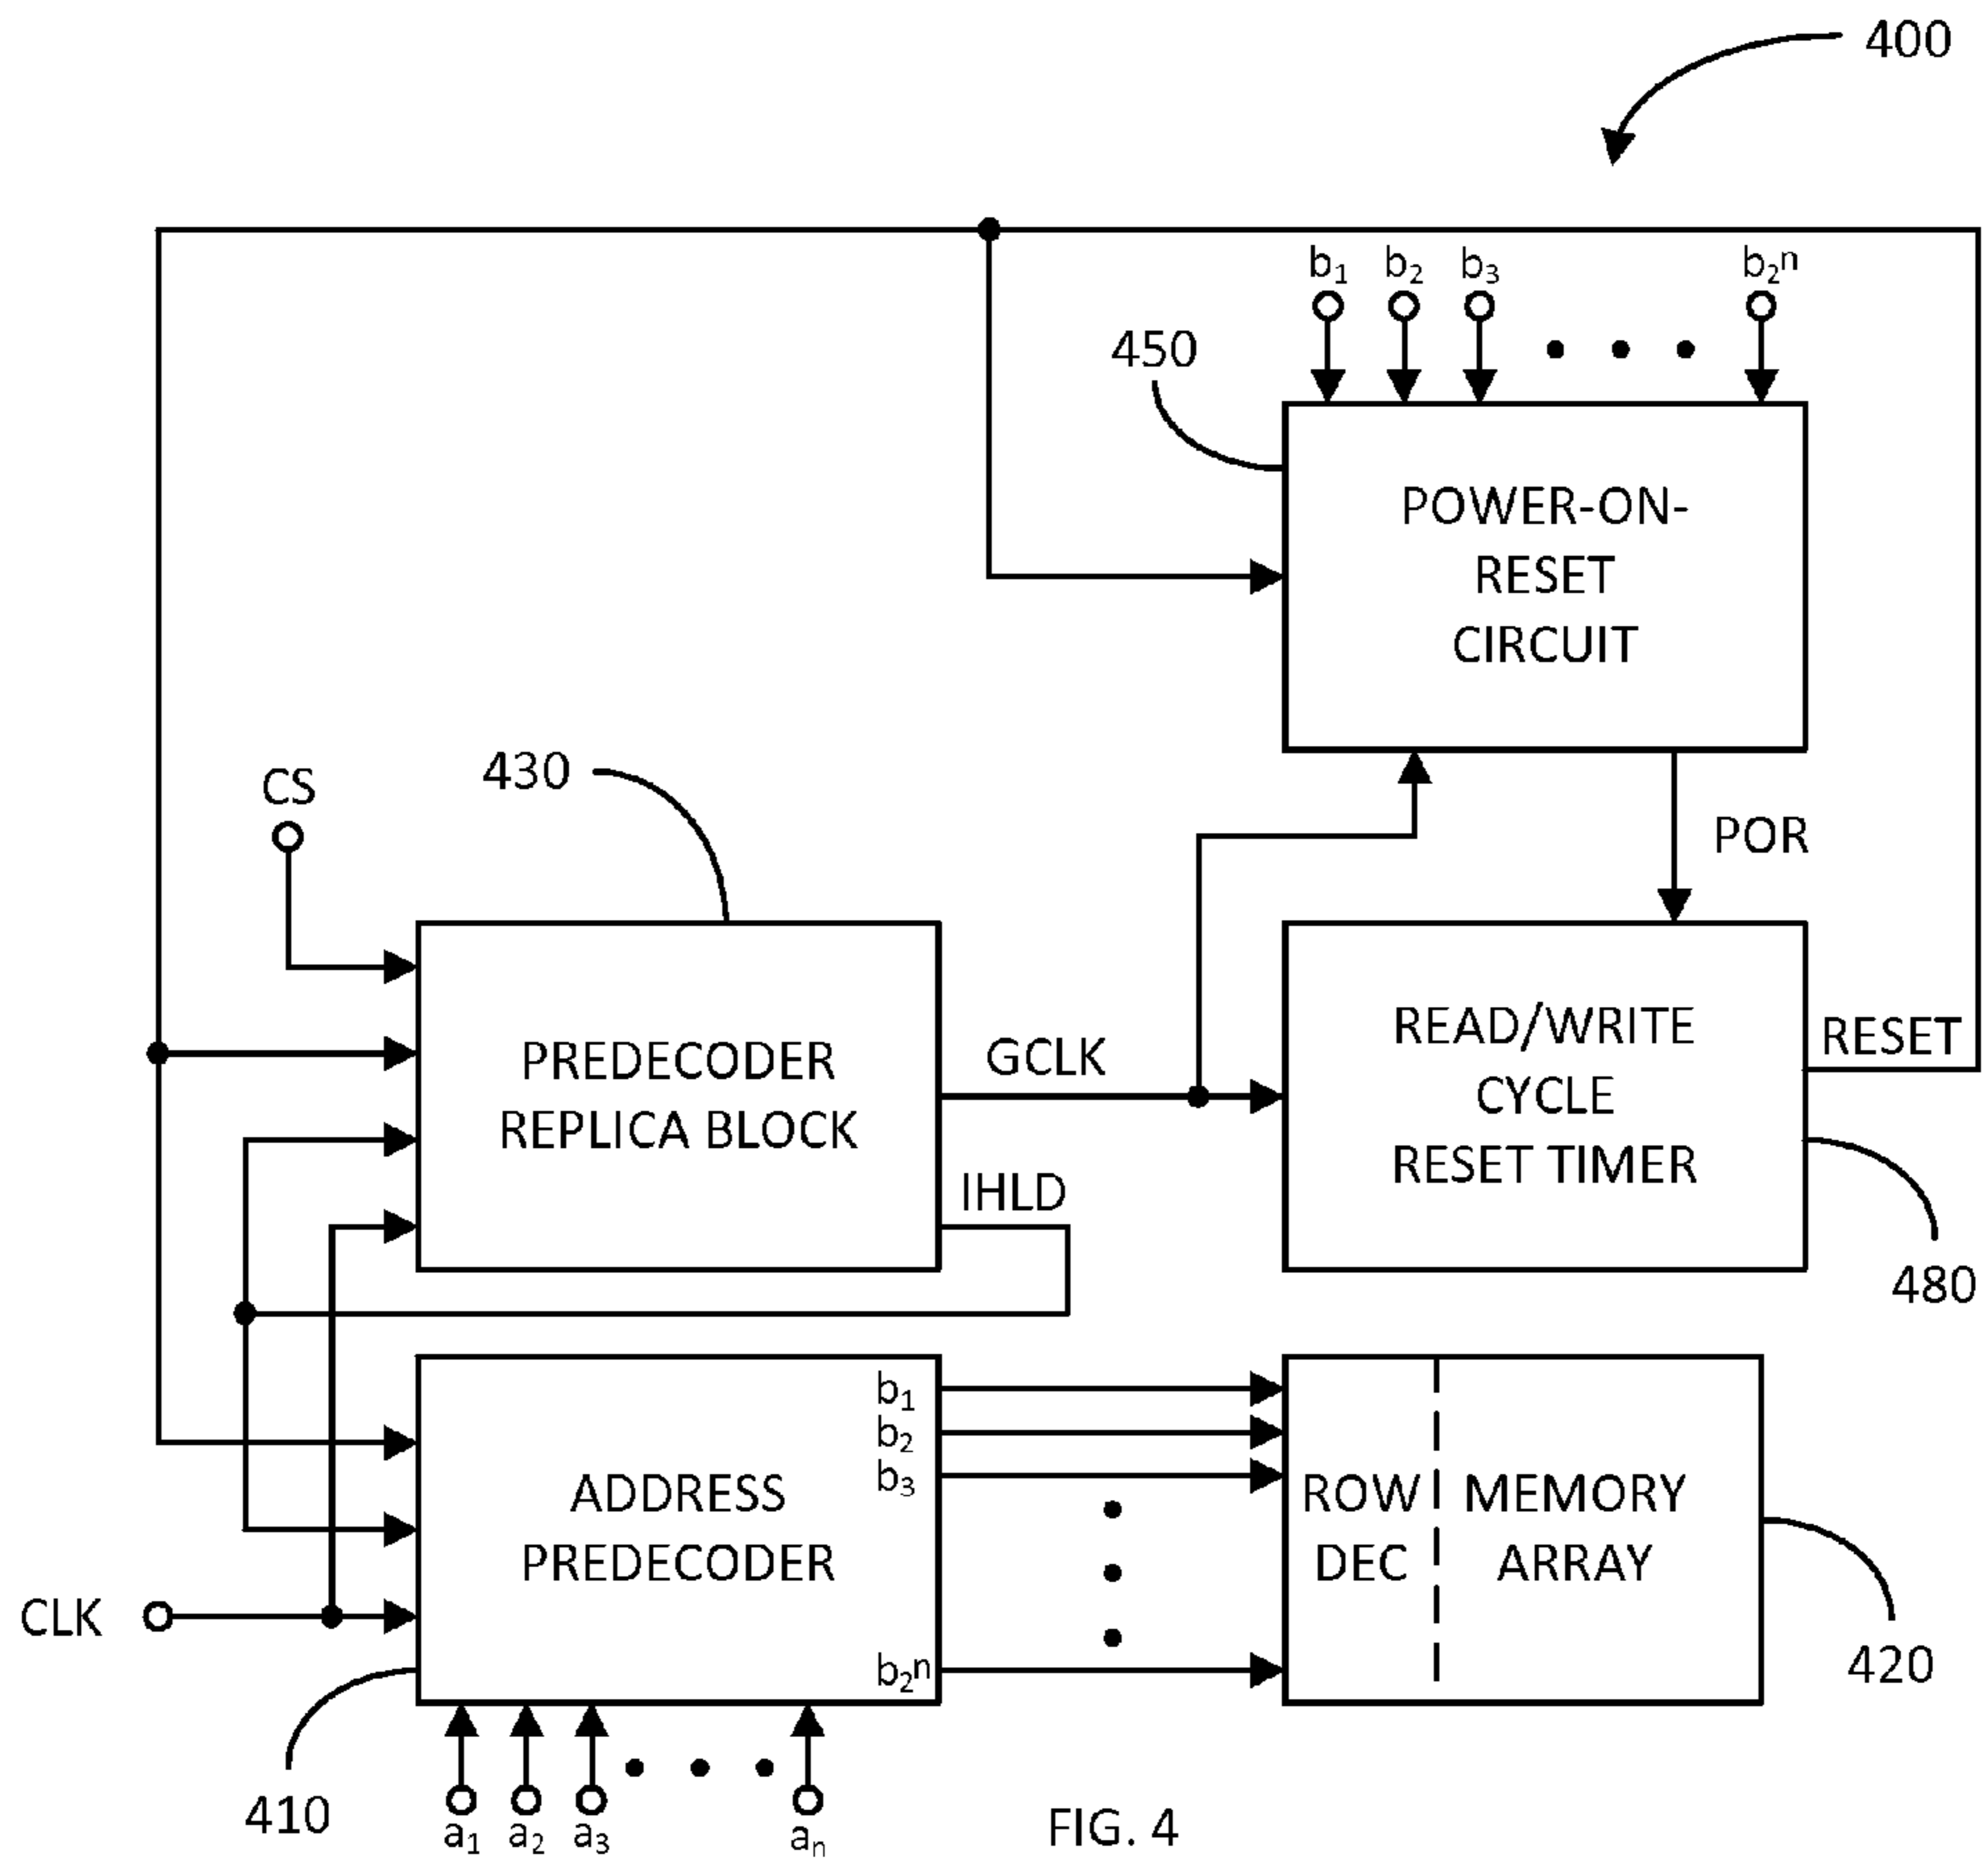 400
b₁ b₂ b₃ b₂ⁿ
450
POWER-ON-
RESET
CIRCUIT
CS
430
POR
PREDECODER
REPLICA BLOCK
GCLK
IHLD
READ/WRITE
CYCLE
RESET TIMER
RESET
480
ADDRESS
PREDECODER
b₁
b₂
b₃
b₂ⁿ
ROW
DEC
MEMORY
ARRAY
CLK
420
410
a₁ a₂ a₃ aₙ
FIG. 4